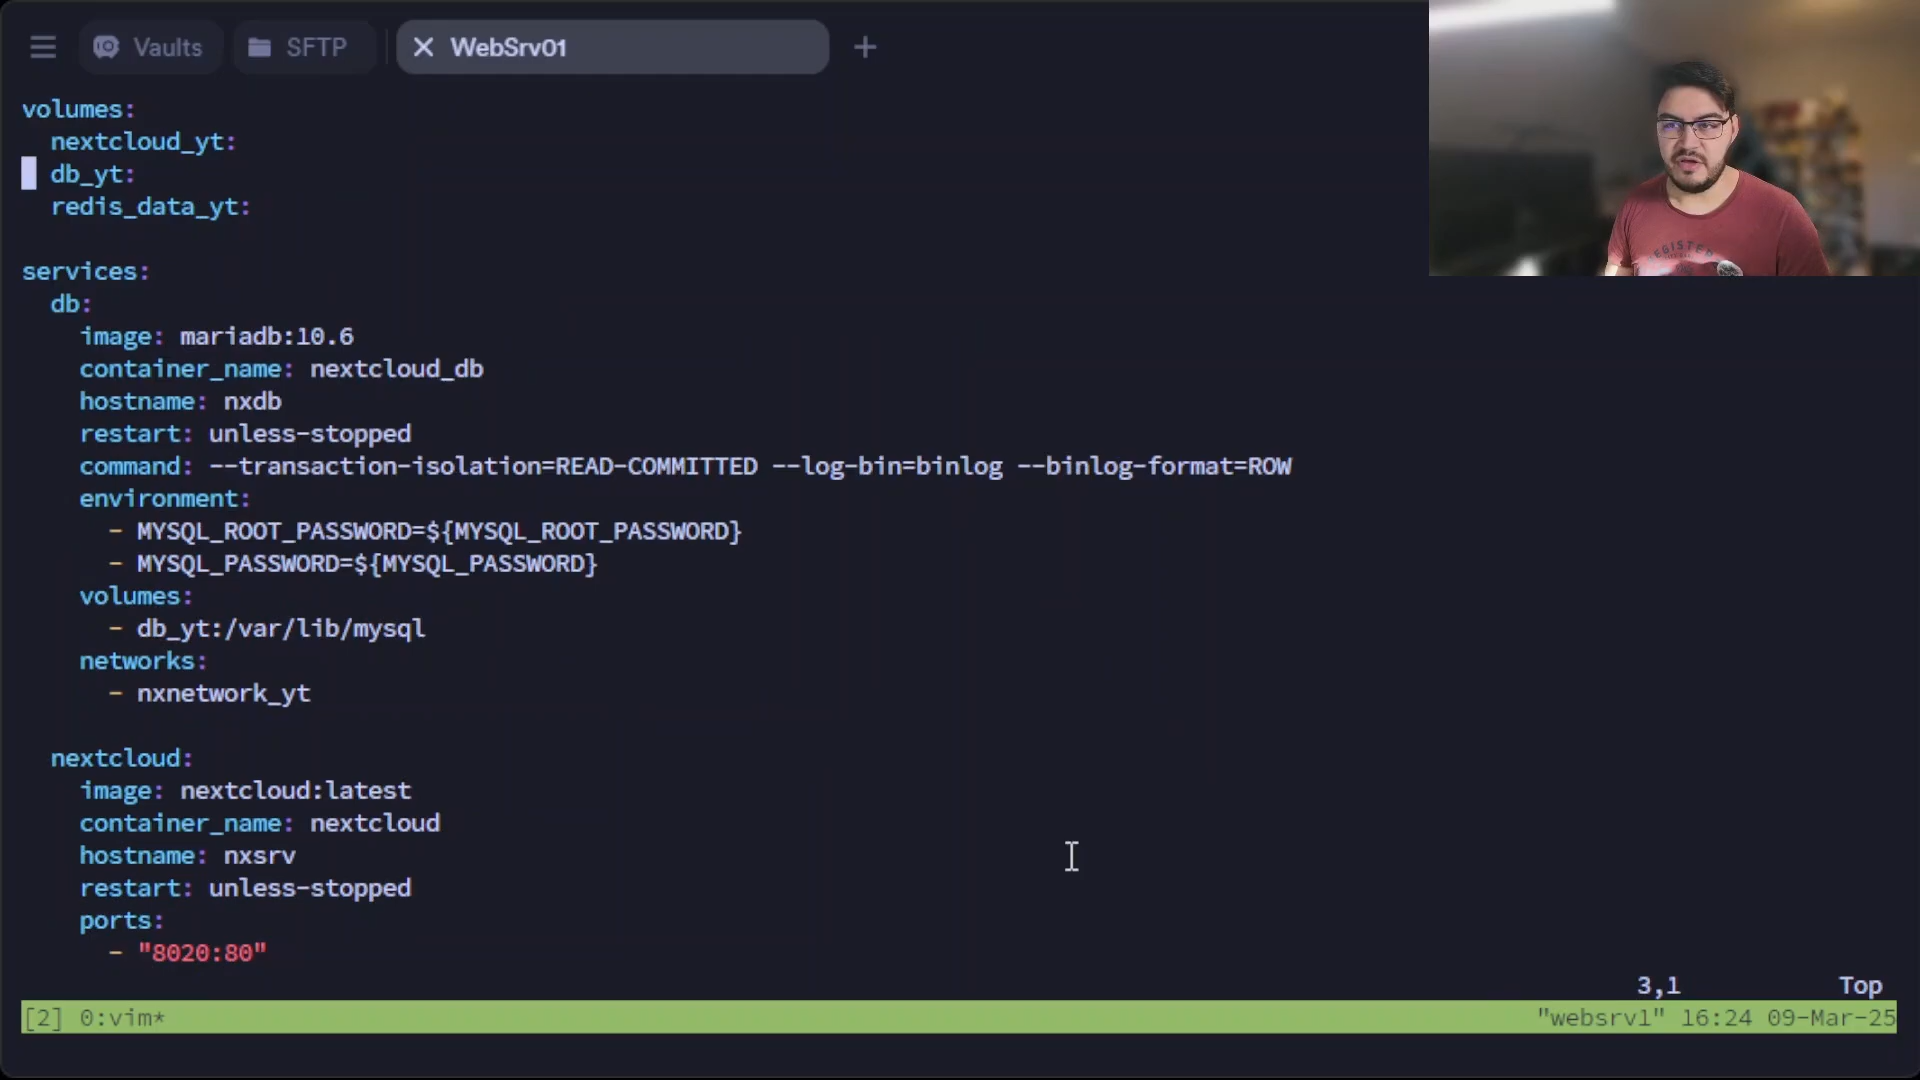 Vaults SFTP WebSrv01
volumes:
nextcloud_yt:
db_yt:
redis_data_yt:
services:
db:
image: mariadb:10.6
container_name: nextcloud_db
hostname: nxdb
restart: unless-stopped
command: --transaction-isolation=READ-COMMITTED --log-bin=binlog --binlog-format=ROW
environment:
- MYSQL_ROOT_PASSWORD=${MYSQL_ROOT_PASSWORD}
- MYSQL_PASSWORD=${MYSQL_PASSWORD}
volumes:
- db_yt:/var/lib/mysql
networks:
- nxnetwork_yt
nextcloud:
image: nextcloud:latest
container_name: nextcloud
hostname: nxsrv
restart: unless-stopped
ports:
- "8020:80"
3,1 Top
[2] 0:vim* "websrv1" 16:24 09-Mar-25